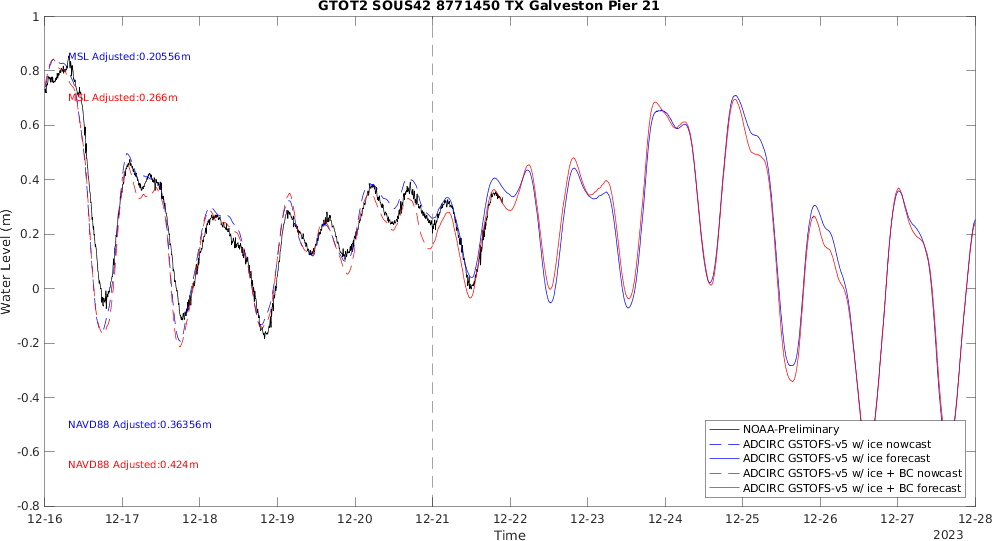 GTOT2 SOUS42 8771450 TX Galveston Pier 21
Water Level (m)
1
0.8
0.6
0.4
0.2
0
-0.2
-0.4
-0.6
-0.8
MSL Adjusted:0.20556m
MSL Adjusted:0.266m
NAVD88 Adjusted:0.36356m
NAVD88 Adjusted:0.424m
NOAA-Preliminary
ADCIRC GSTOFS-v5 w/ ice nowcast
ADCIRC GSTOFS-v5 w/ ice forecast
ADCIRC GSTOFS-v5 w/ ice + BC nowcast
ADCIRC GSTOFS-v5 w/ ice + BC forecast
12-16 12-17 12-18 12-19 12-20 12-21 12-22 12-23 12-24 12-25 12-26 12-27 12-28
Time
2023